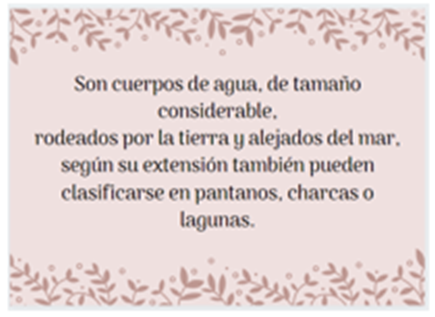 Son cuerpos de agua, de tamaño
considerable,
rodeados por la tierra y alejados del mar,
según su extensión también pueden
clasificarse en pantanos, charcas o
lagunas.